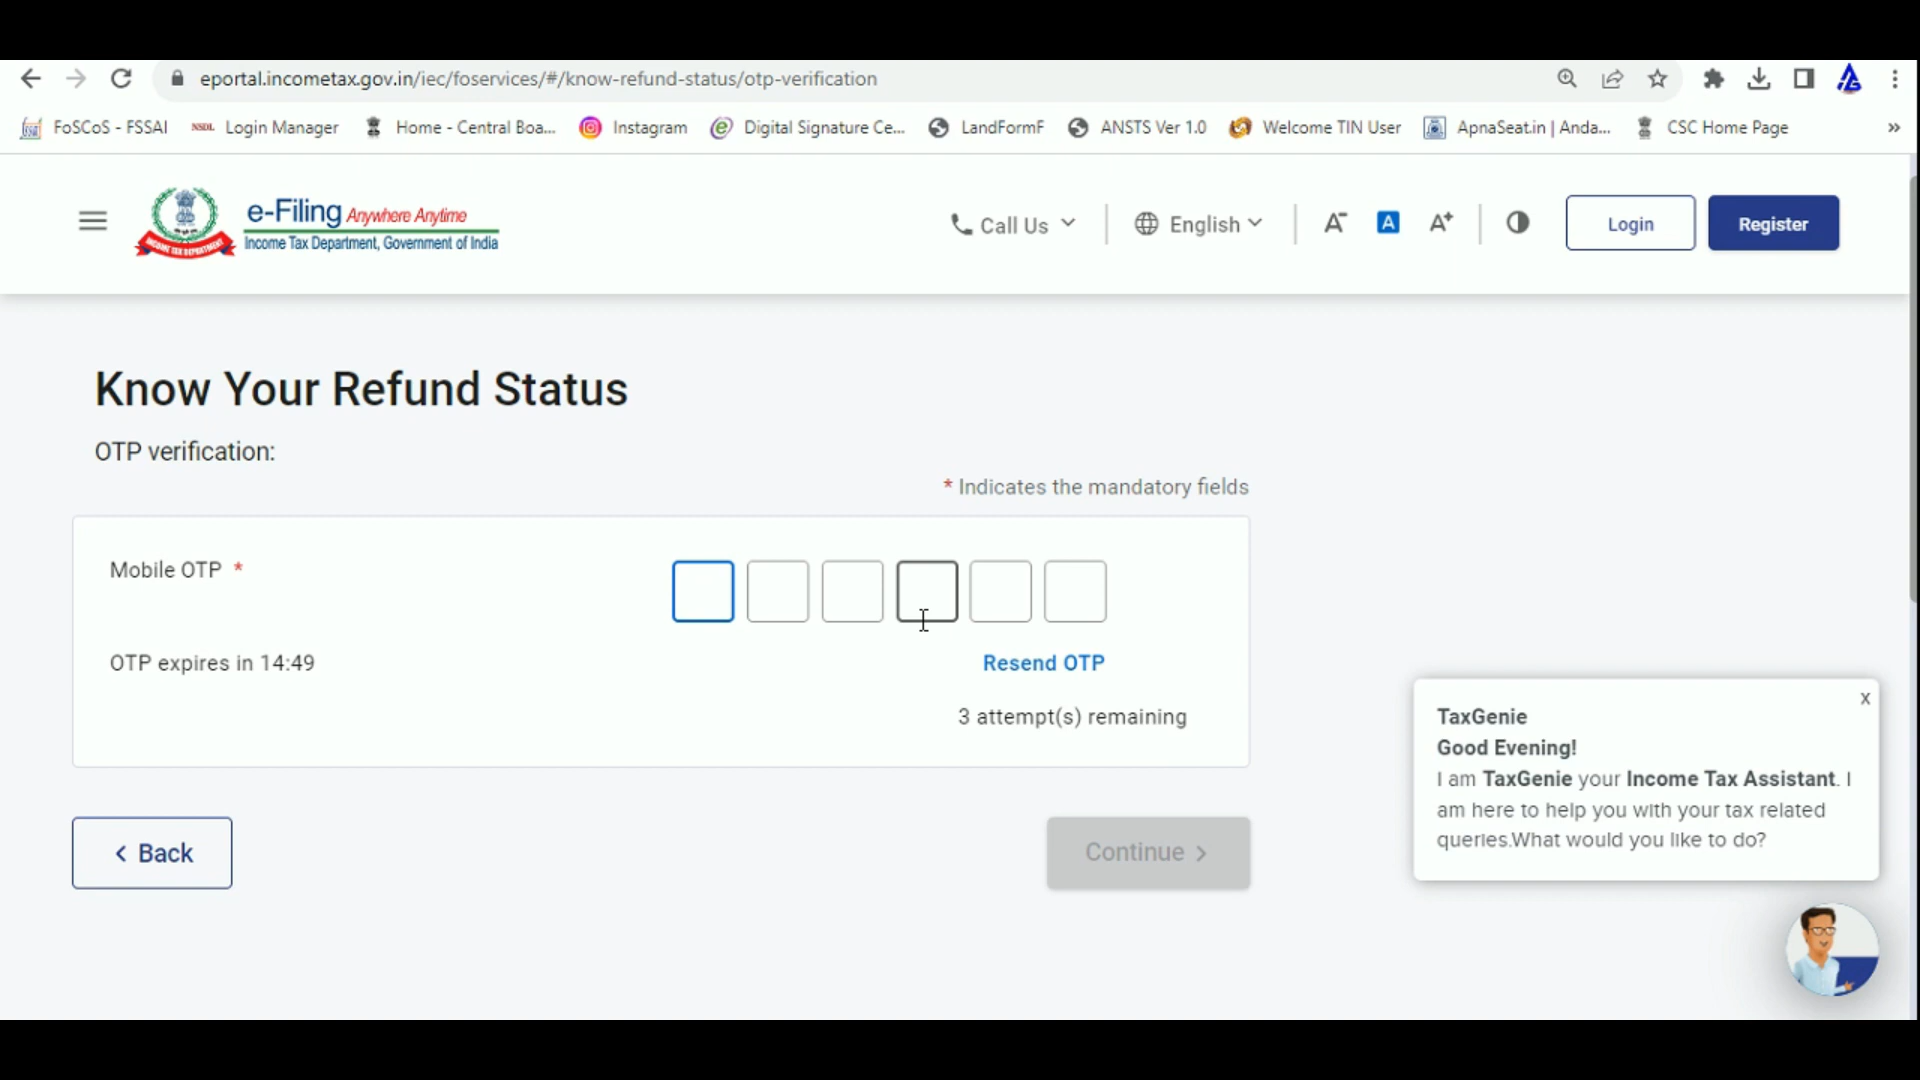 eportal.incometax.gov.in/iec/foservices/#/know-refund-status/otp-verification
FoSCoS - FSSAI NSDL Login Manager Home - Central Boa... Instagram Digital Signature Ce... LandFormF ANSTS Ver 1.0 Welcome TIN User ApnaSeat.in | Anda... CSC Home Page »
e-Filing Anywhere Anytime
Income Tax Department, Government of India
INCOME TAX DEPARTMENT
Call Us English A- A A+ Login Register
Know Your Refund Status
OTP verification:
* Indicates the mandatory fields
Mobile OTP *
OTP expires in 14:49 Resend OTP
3 attempt(s) remaining
< Back Continue >
x
TaxGenie
Good Evening!
I am TaxGenie your Income Tax Assistant. I
am here to help you with your tax related
queries.What would you like to do?